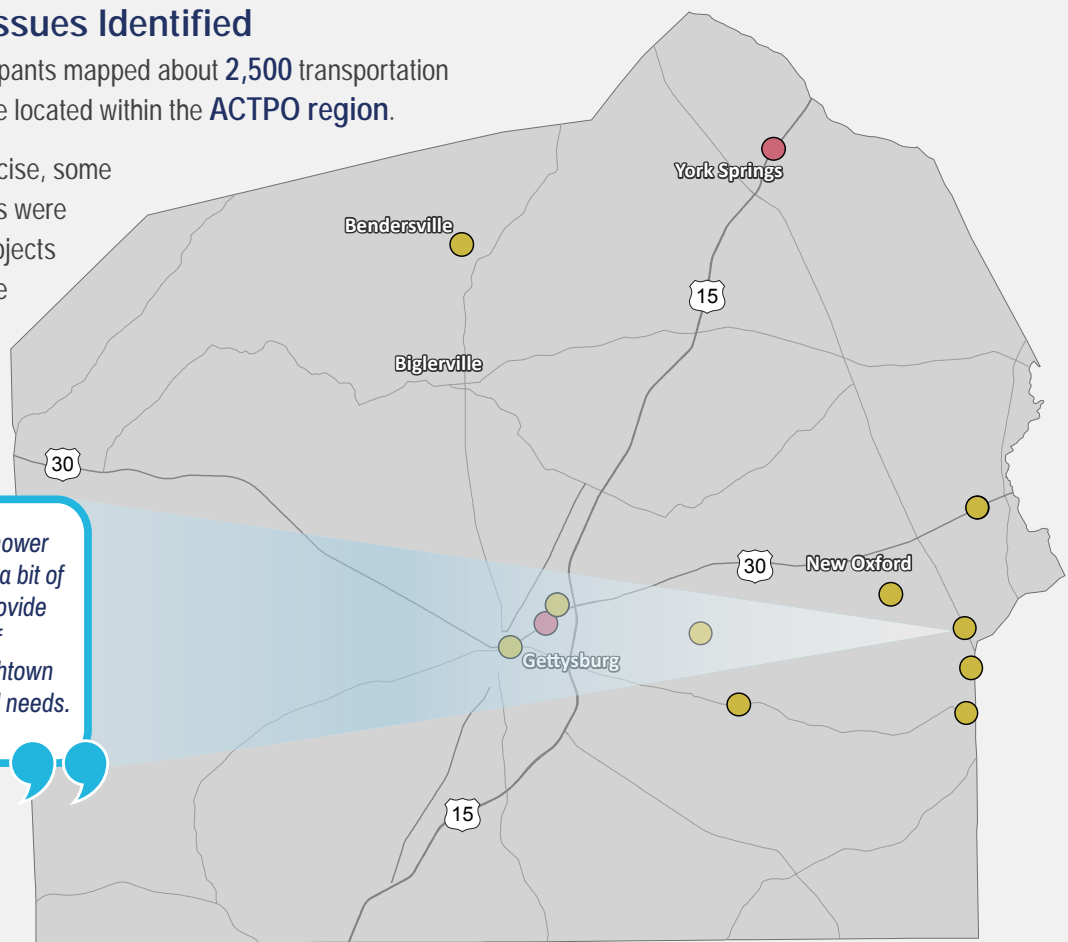 ssues Identified
pants mapped about 2,500 transportation
e located within the ACTPO region.
cise, some
s were
jects
e
York Springs
Bendersville
15
Biglerville
30
ower
a bit of
ovide
f
htown
l needs.
30
New Oxford
Gettysburg
15